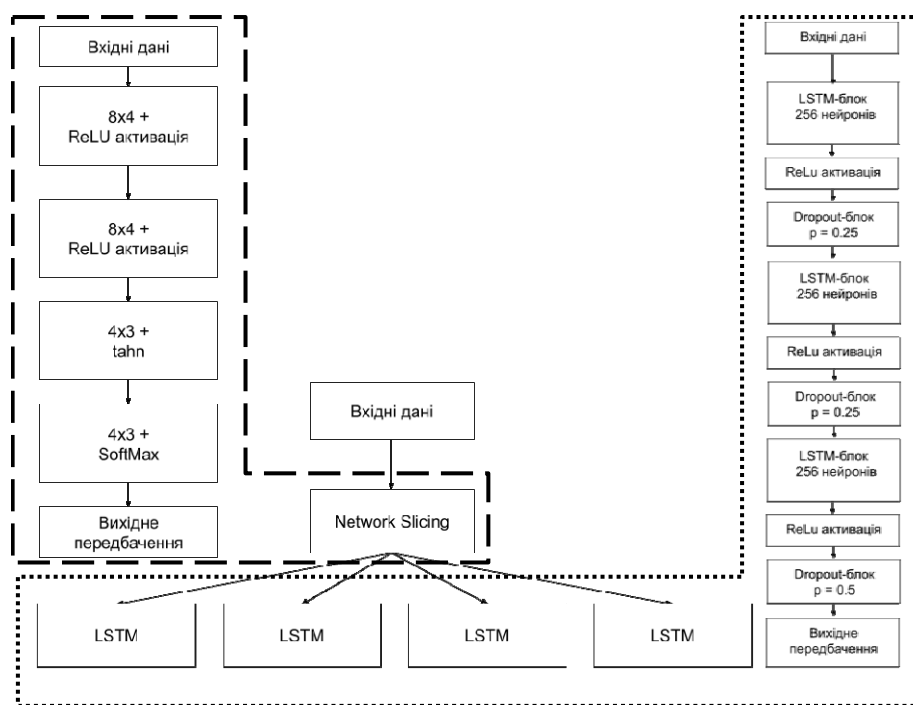 Вхідні дані
8x4 +
ReLU активація
8x4 +
ReLU активація
4x3 +
tahn
4x3 +
SoftMax
Вихідне
передбачення
Вхідні дані
Network Slicing
LSTM
LSTM
LSTM
LSTM
Вхідні дані
LSTM-блок
256 нейронів
ReLu активація
Dropout-блок
p = 0.25
LSTM-блок
256 нейронів
ReLu активація
Dropout-блок
p = 0.25
LSTM-блок
256 нейронів
ReLu активація
Dropout-блок
p = 0.5
Вихідне
передбачення